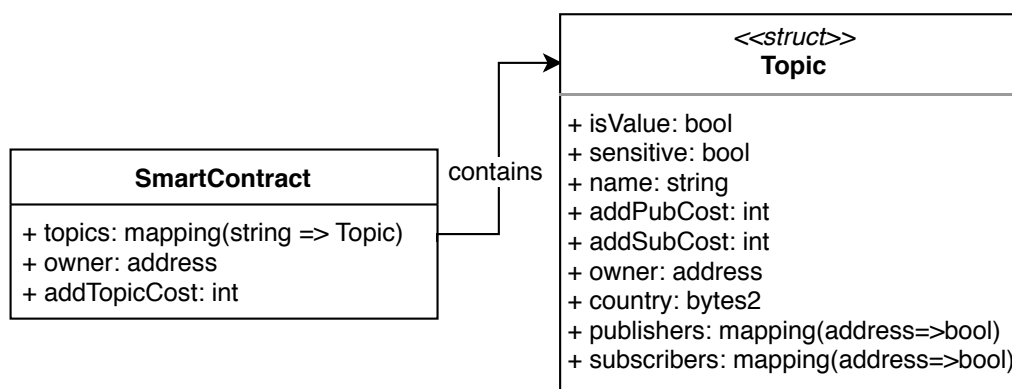 SmartContract
+ topics: mapping(string => Topic)
+ owner: address
+ addTopicCost: int
contains
<<struct>>
Topic
+ isValue: bool
+ sensitive: bool
+ name: string
+ addPubCost: int
+ addSubCost: int
+ owner: address
+ country: bytes2
+ publishers: mapping(address=>bool)
+ subscribers: mapping(address=>bool)